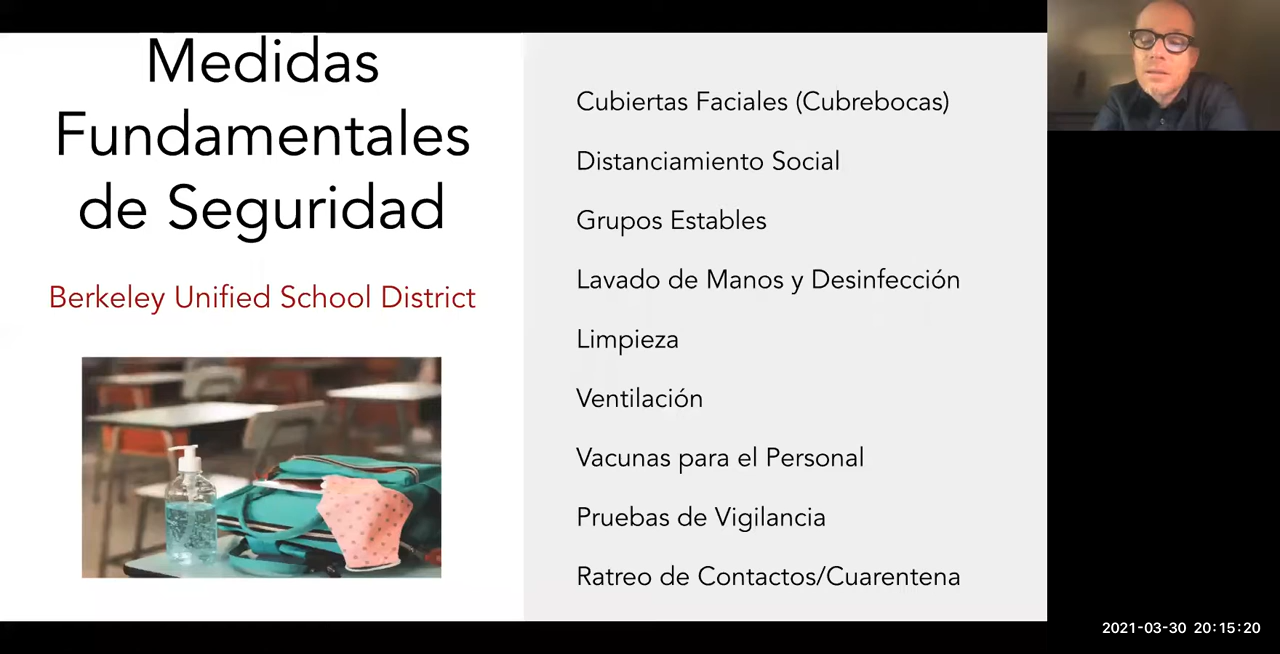 Medidas
Fundamentales
de Seguridad
Berkeley Unified School District
Cubiertas Faciales (Cubrebocas)
Distanciamiento Social
Grupos Estables
Lavado de Manos y Desinfección
Limpieza
Ventilación
Vacunas para el Personal
Pruebas de Vigilancia
Ratreo de Contactos/Cuarentena
2021-03-30 20:15:20